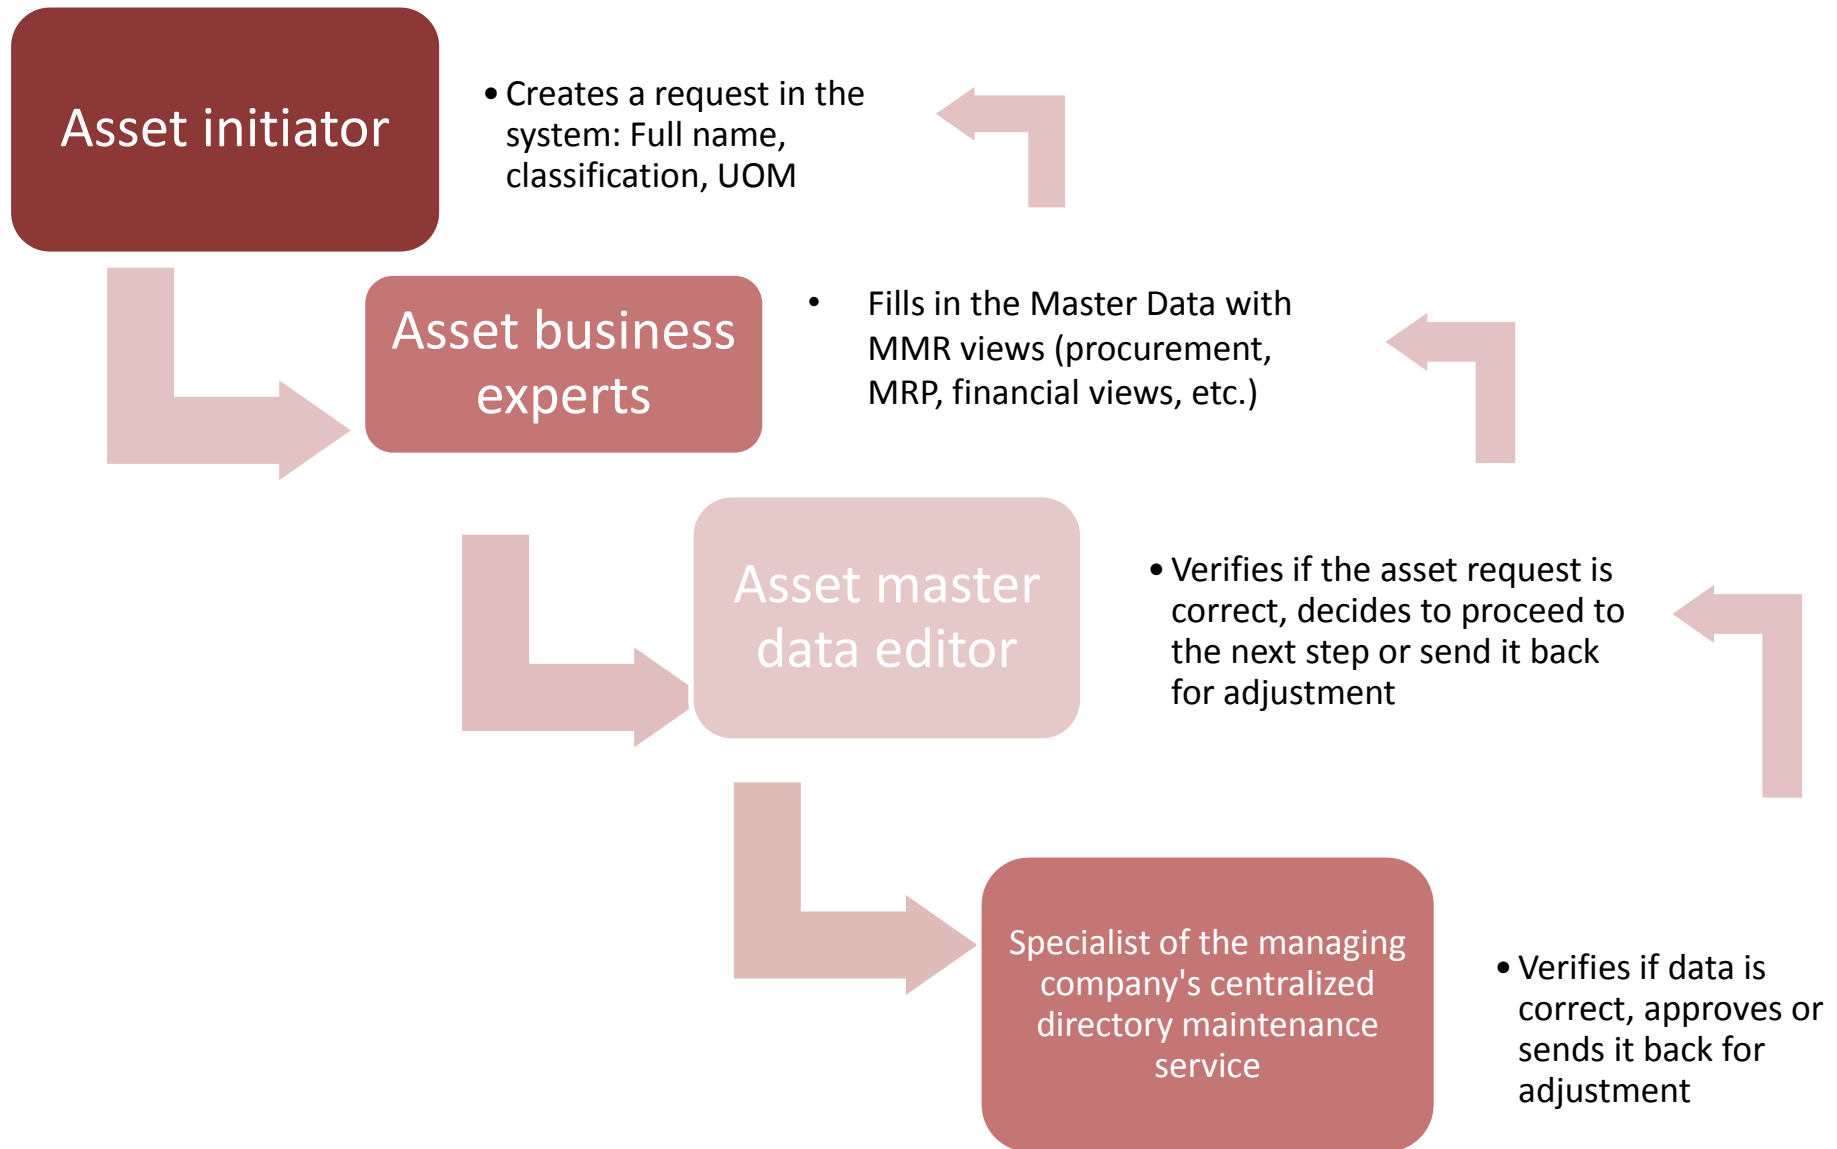 Asset initiator
• Creates a request in the
system: Full name,
classification, UOM
Asset business
experts
• Fills in the Master Data with
MMR views (procurement,
MRP, financial views, etc.)
Asset master
data editor
• Verifies if the asset request is
correct, decides to proceed to
the next step or send it back
for adjustment
Specialist of the managing
company's centralized
directory maintenance
service
• Verifies if data is
correct, approves or
sends it back for
adjustment